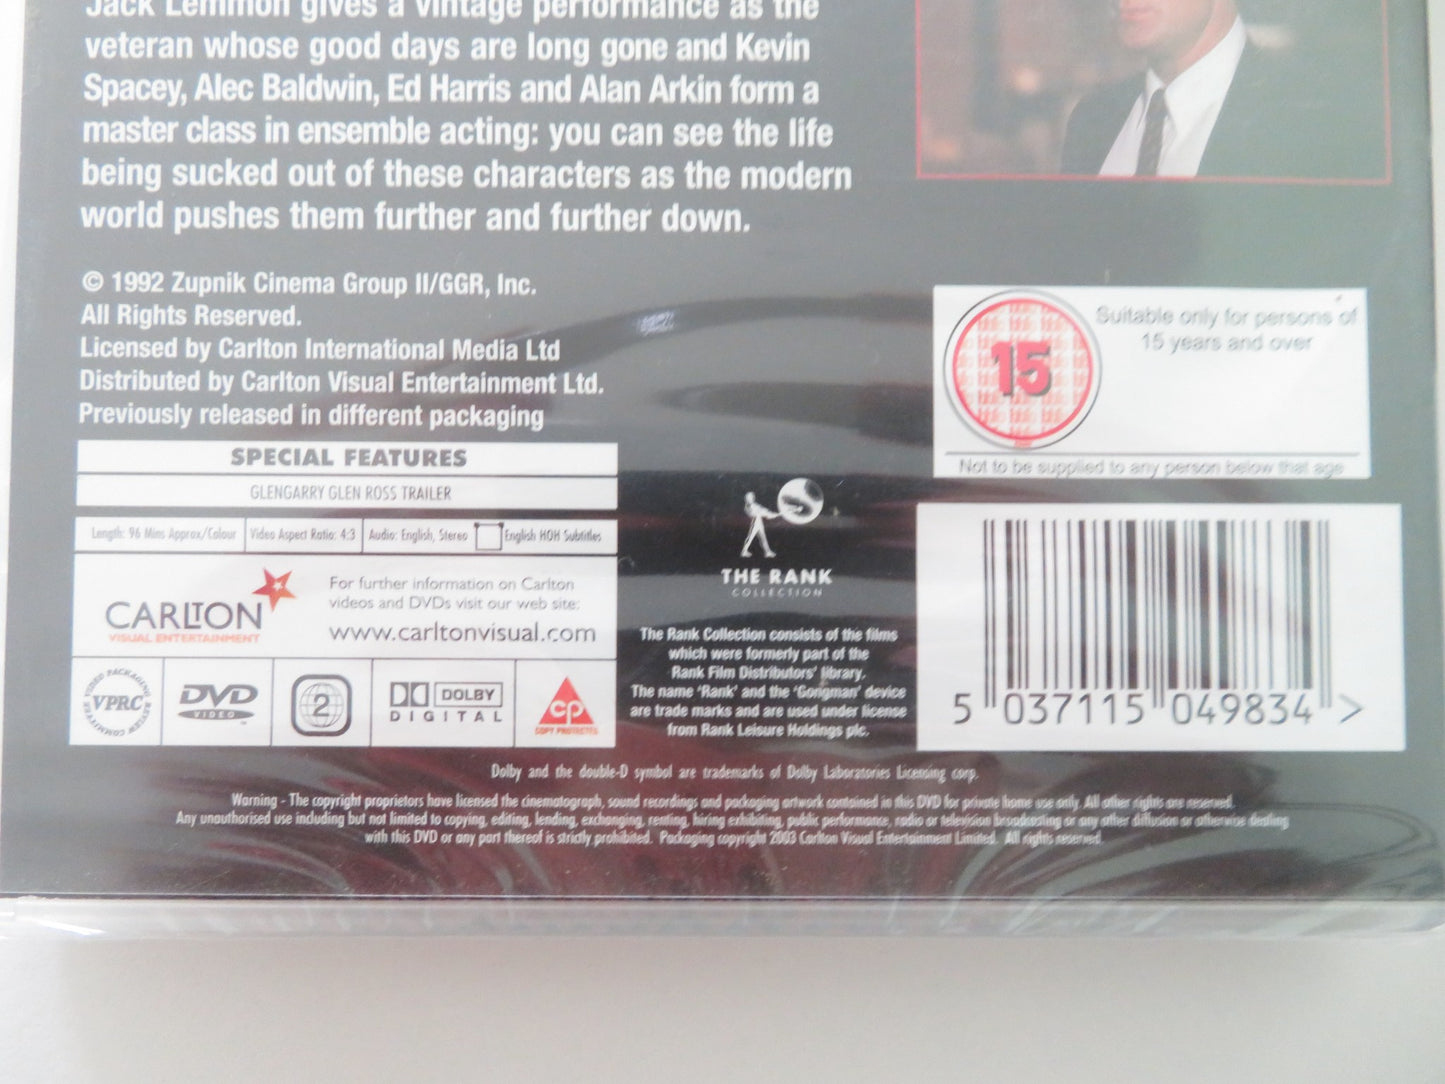 Jack Lemmon gives a vintage performance as the
veteran whose good days are long gone and Kevin
Spacey, Alec Baldwin, Ed Harris and Alan Arkin form a
master class in ensemble acting: you can see the life
being sucked out of these characters as the modern
world pushes them further and further down.
© 1992 Zupnik Cinema Group II/GGR, Inc.
All Rights Reserved.
Licensed by Carlton International Media Ltd
Distributed by Carlton Visual Entertainment Ltd.
Previously released in different packaging
SPECIAL FEATURES
GLENGARRY GLEN ROSS TRAILER
Length: 96 Mins Approx/Colour
Video Aspect Ratio: 4:3
Audio: English, Stereo
English HOH Subtitles
CARLTON
VISUAL ENTERTAINMENT
For further information on Carlton
videos and DVDs visit our web site:
www.carltonvisual.com
VIDEO PACKAGING REVIEW COMMITTEE
VPRC
DVD
VIDEO
TM
2
DOLBY
DIGITAL
cp
COPY PROTECTED
THE RANK
COLLECTION
The Rank Collection consists of the films
which were formerly part of the
Rank Film Distributors' library.
The name 'Rank' and the 'Gongman' device
are trade marks and are used under license
from Rank Leisure Holdings plc.
15
Suitable only for persons of
15 years and over
Not to be supplied to any person below that age
5 037115 049834 >
Dolby and the double-D symbol are trademarks of Dolby Laboratories Licensing corp.
Warning - The copyright proprietors have licensed the cinematograph, sound recordings and packaging artwork contained in this DVD for private home use only. All other rights are reserved.
Any unauthorised use including but not limited to copying, editing, lending, exchanging, renting, hiring exhibiting, public performance, radio or television broadcasting or any other diffusion or otherwise dealing
with this DVD or any part thereof is strictly prohibited. Packaging copyright 2003 Carlton Visual Entertainment Limited. All rights reserved.